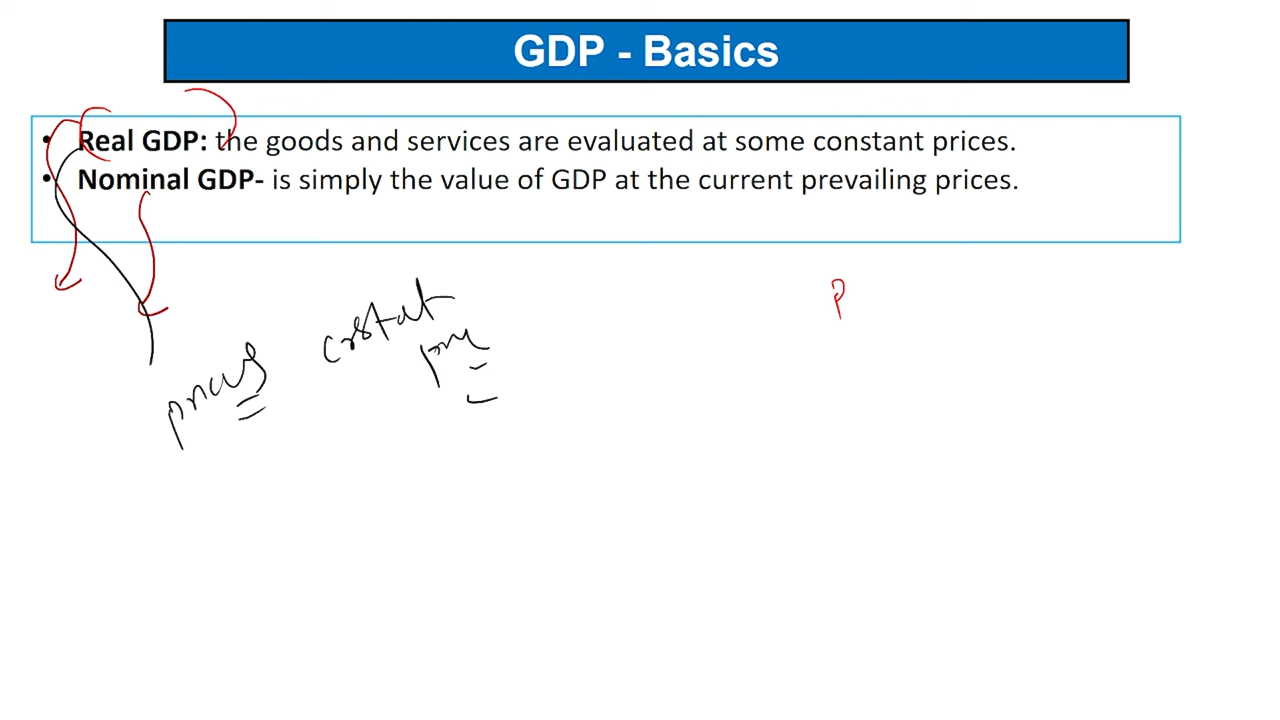 GDP - Basics
• Real GDP: the goods and services are evaluated at some constant prices.
• Nominal GDP- is simply the value of GDP at the current prevailing prices.
P
prices